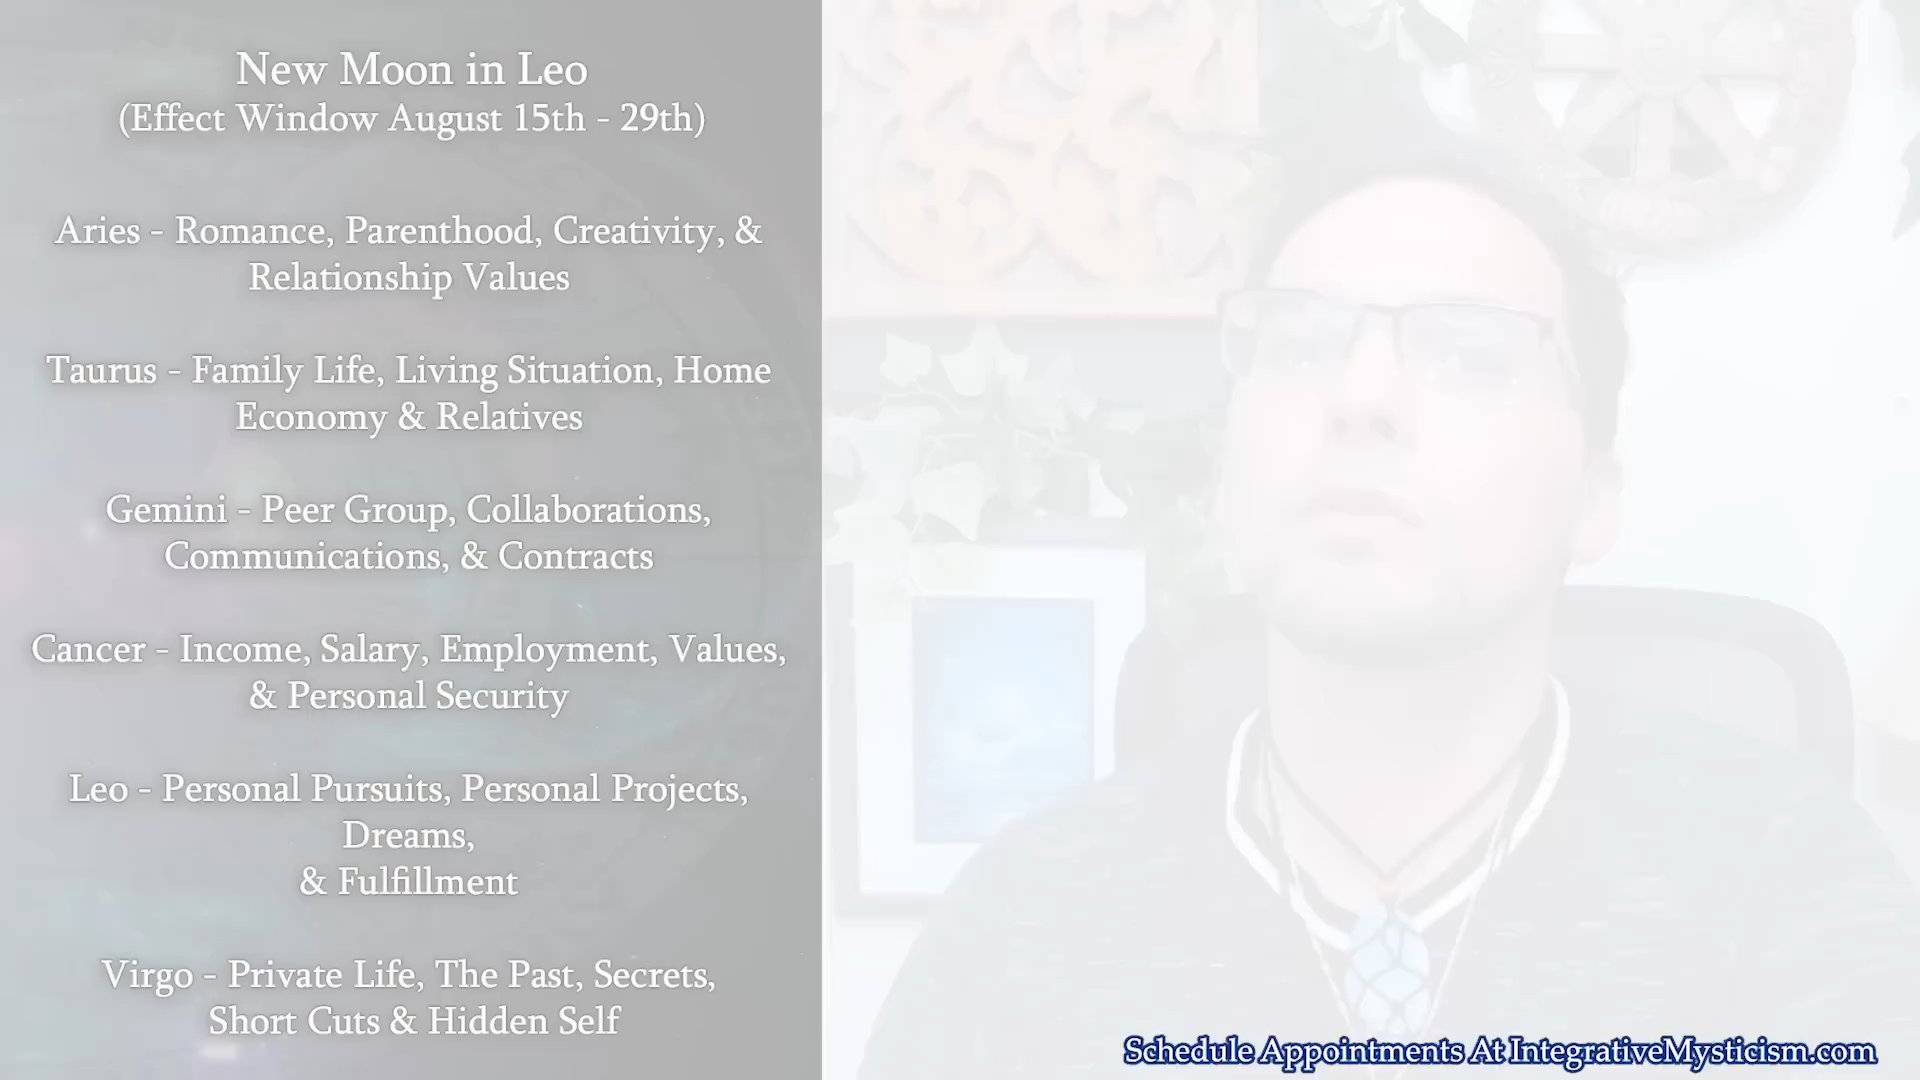 New Moon in Leo
(Effect Window August 15th - 29th)
Aries - Romance, Parenthood, Creativity, &
Relationship Values
Taurus - Family Life, Living Situation, Home
Economy & Relatives
Gemini - Peer Group, Collaborations,
Communications, & Contracts
Cancer - Income, Salary, Employment, Values,
& Personal Security
Leo - Personal Pursuits, Personal Projects,
Dreams,
& Fulfillment
Virgo - Private Life, The Past, Secrets,
Short Cuts & Hidden Self
Schedule Appointments At IntegrativeMysticism.com